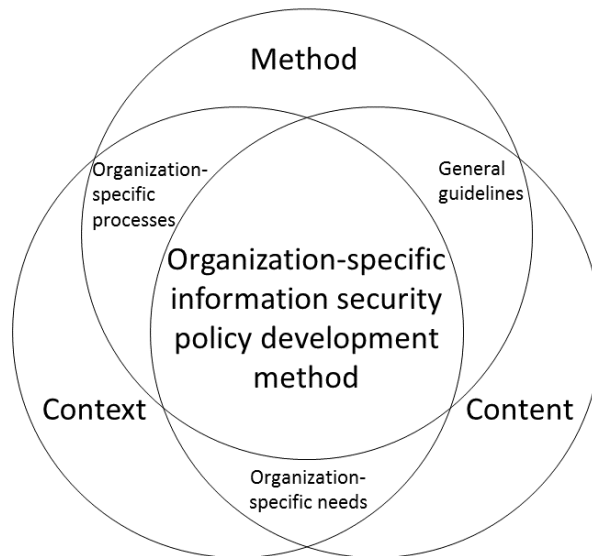 Method
Organization-
specific
processes
General
guidelines
Organization-specific
information security
policy development
method
Context
Content
Organization-
specific needs